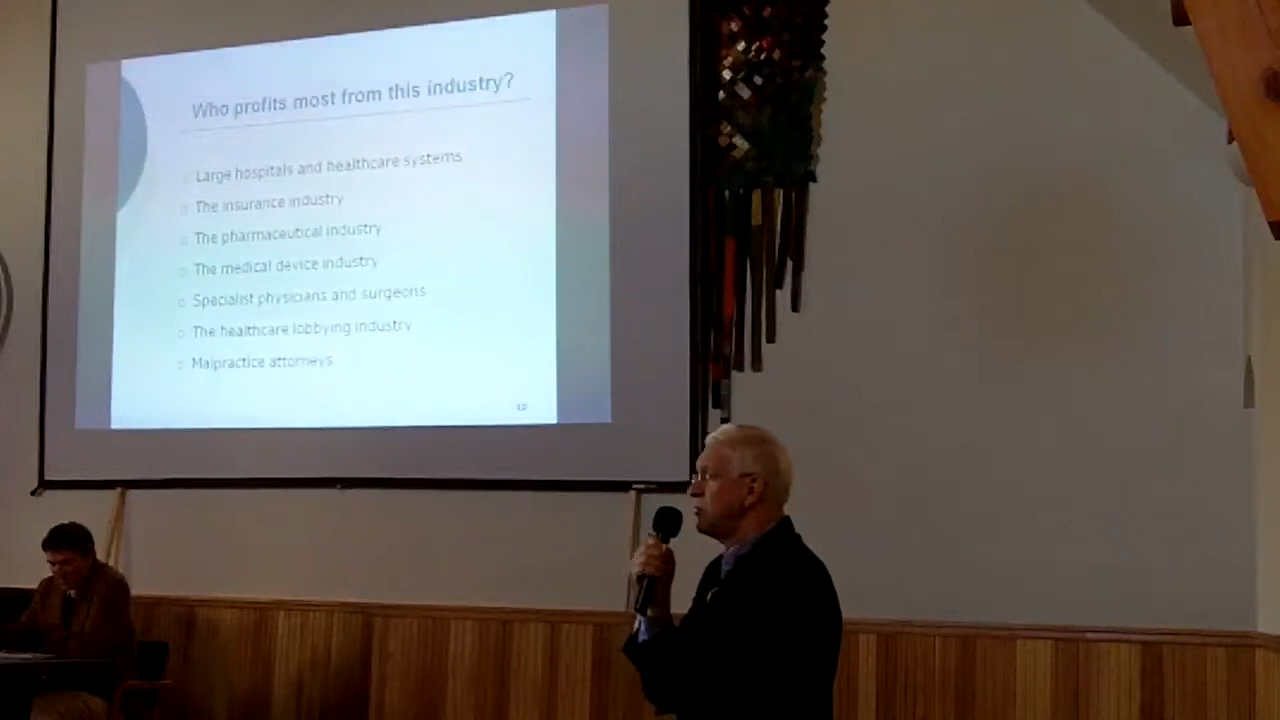 Who profits most from this industry?
Large hospitals and healthcare systems
The insurance industry
The pharmaceutical industry
The medical device industry
Specialist physicians and surgeons
The healthcare lobbying industry
Malpractice attorneys